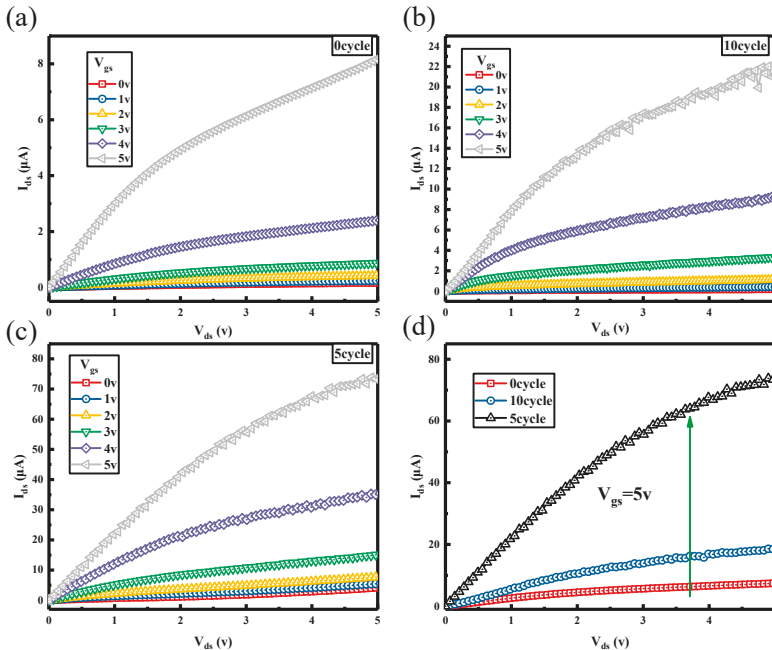 (a)
0cycle
V_gs
0v
1v
2v
3v
4v
5v
8
6
4
2
0
I_ds (μA)
0 1 2 3 4 5
V_ds (v)
(b)
10cycle
V_gs
0v
1v
2v
3v
4v
5v
24
22
20
18
16
14
12
10
8
6
4
2
0
I_ds (μA)
0 1 2 3 4
V_ds (v)
(c)
5cycle
V_gs
0v
1v
2v
3v
4v
5v
80
70
60
50
40
30
20
10
0
I_ds (μA)
0 1 2 3 4 5
V_ds (v)
(d)
0cycle
10cycle
5cycle
V_gs=5v
80
60
40
20
0
I_ds (μA)
0 1 2 3 4
V_ds (v)